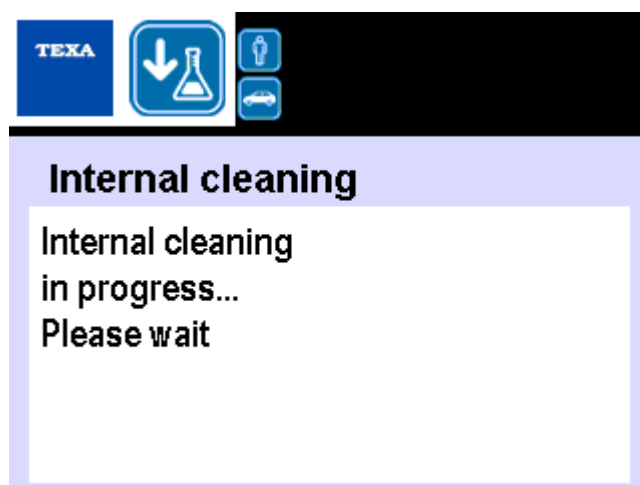 TEXA
Internal cleaning
Internal cleaning
in progress...
Please wait